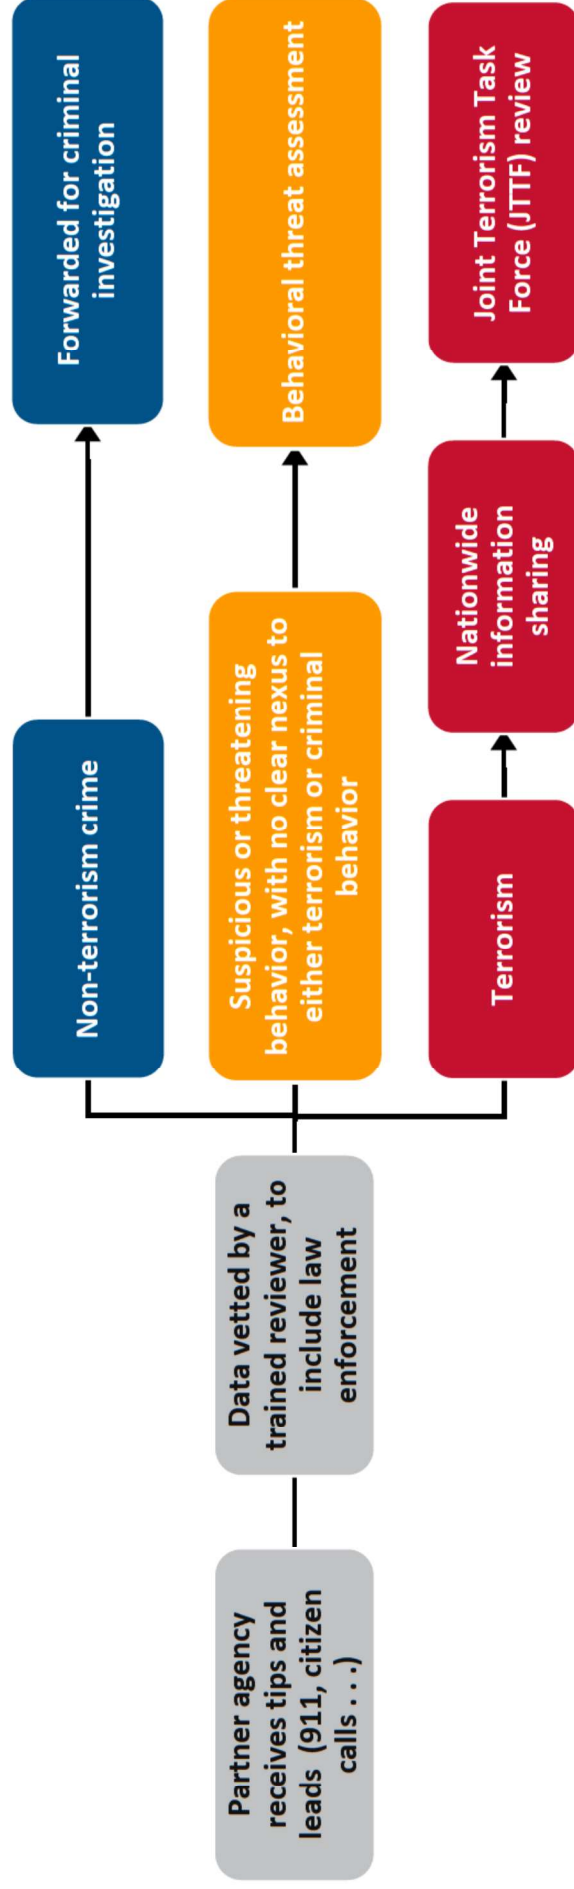 Partner agency
receives tips and
leads (911, citizen
calls . . .)
Data vetted by a
trained reviewer, to
include law
enforcement
Non-terrorism crime
Forwarded for criminal
investigation
Suspicious or threatening
behavior, with no clear nexus to
either terrorism or criminal
behavior
Behavioral threat assessment
Terrorism
Nationwide
information
sharing
Joint Terrorism Task
Force (JTTF) review